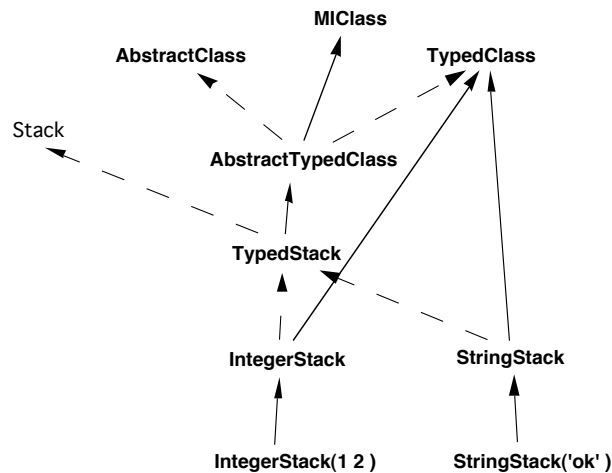 MIClass
AbstractClass
TypedClass
Stack
AbstractTypedClass
TypedStack
IntegerStack
StringStack
IntegerStack(1 2 )
StringStack('ok' )